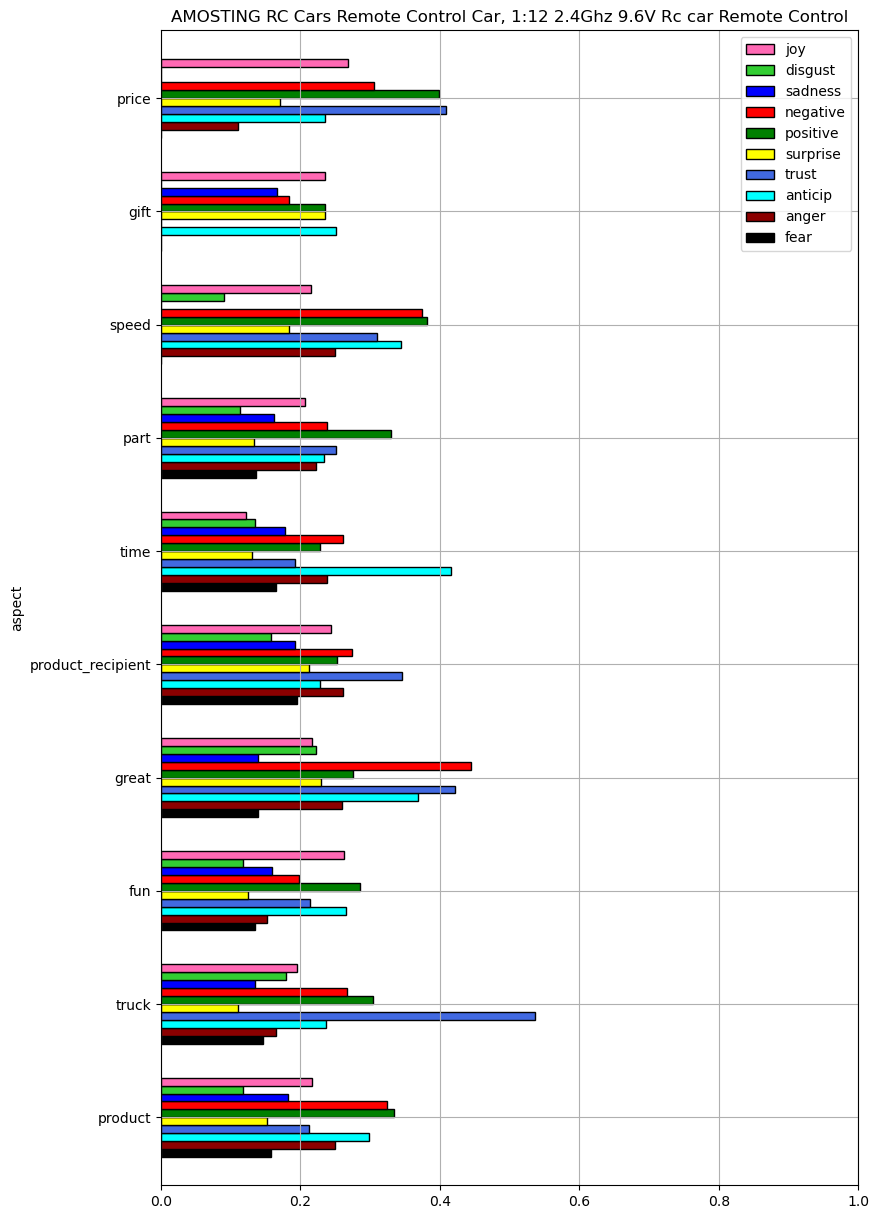 AMOSTING RC Cars Remote Control Car, 1:12 2.4Ghz 9.6V Rc car Remote Control
joy
disgust
sadness
negative
positive
surprise
trust
anticip
anger
fear
price
gift
speed
part
time
product_recipient
great
fun
truck
product
aspect
0.0 0.2 0.4 0.6 0.8 1.0